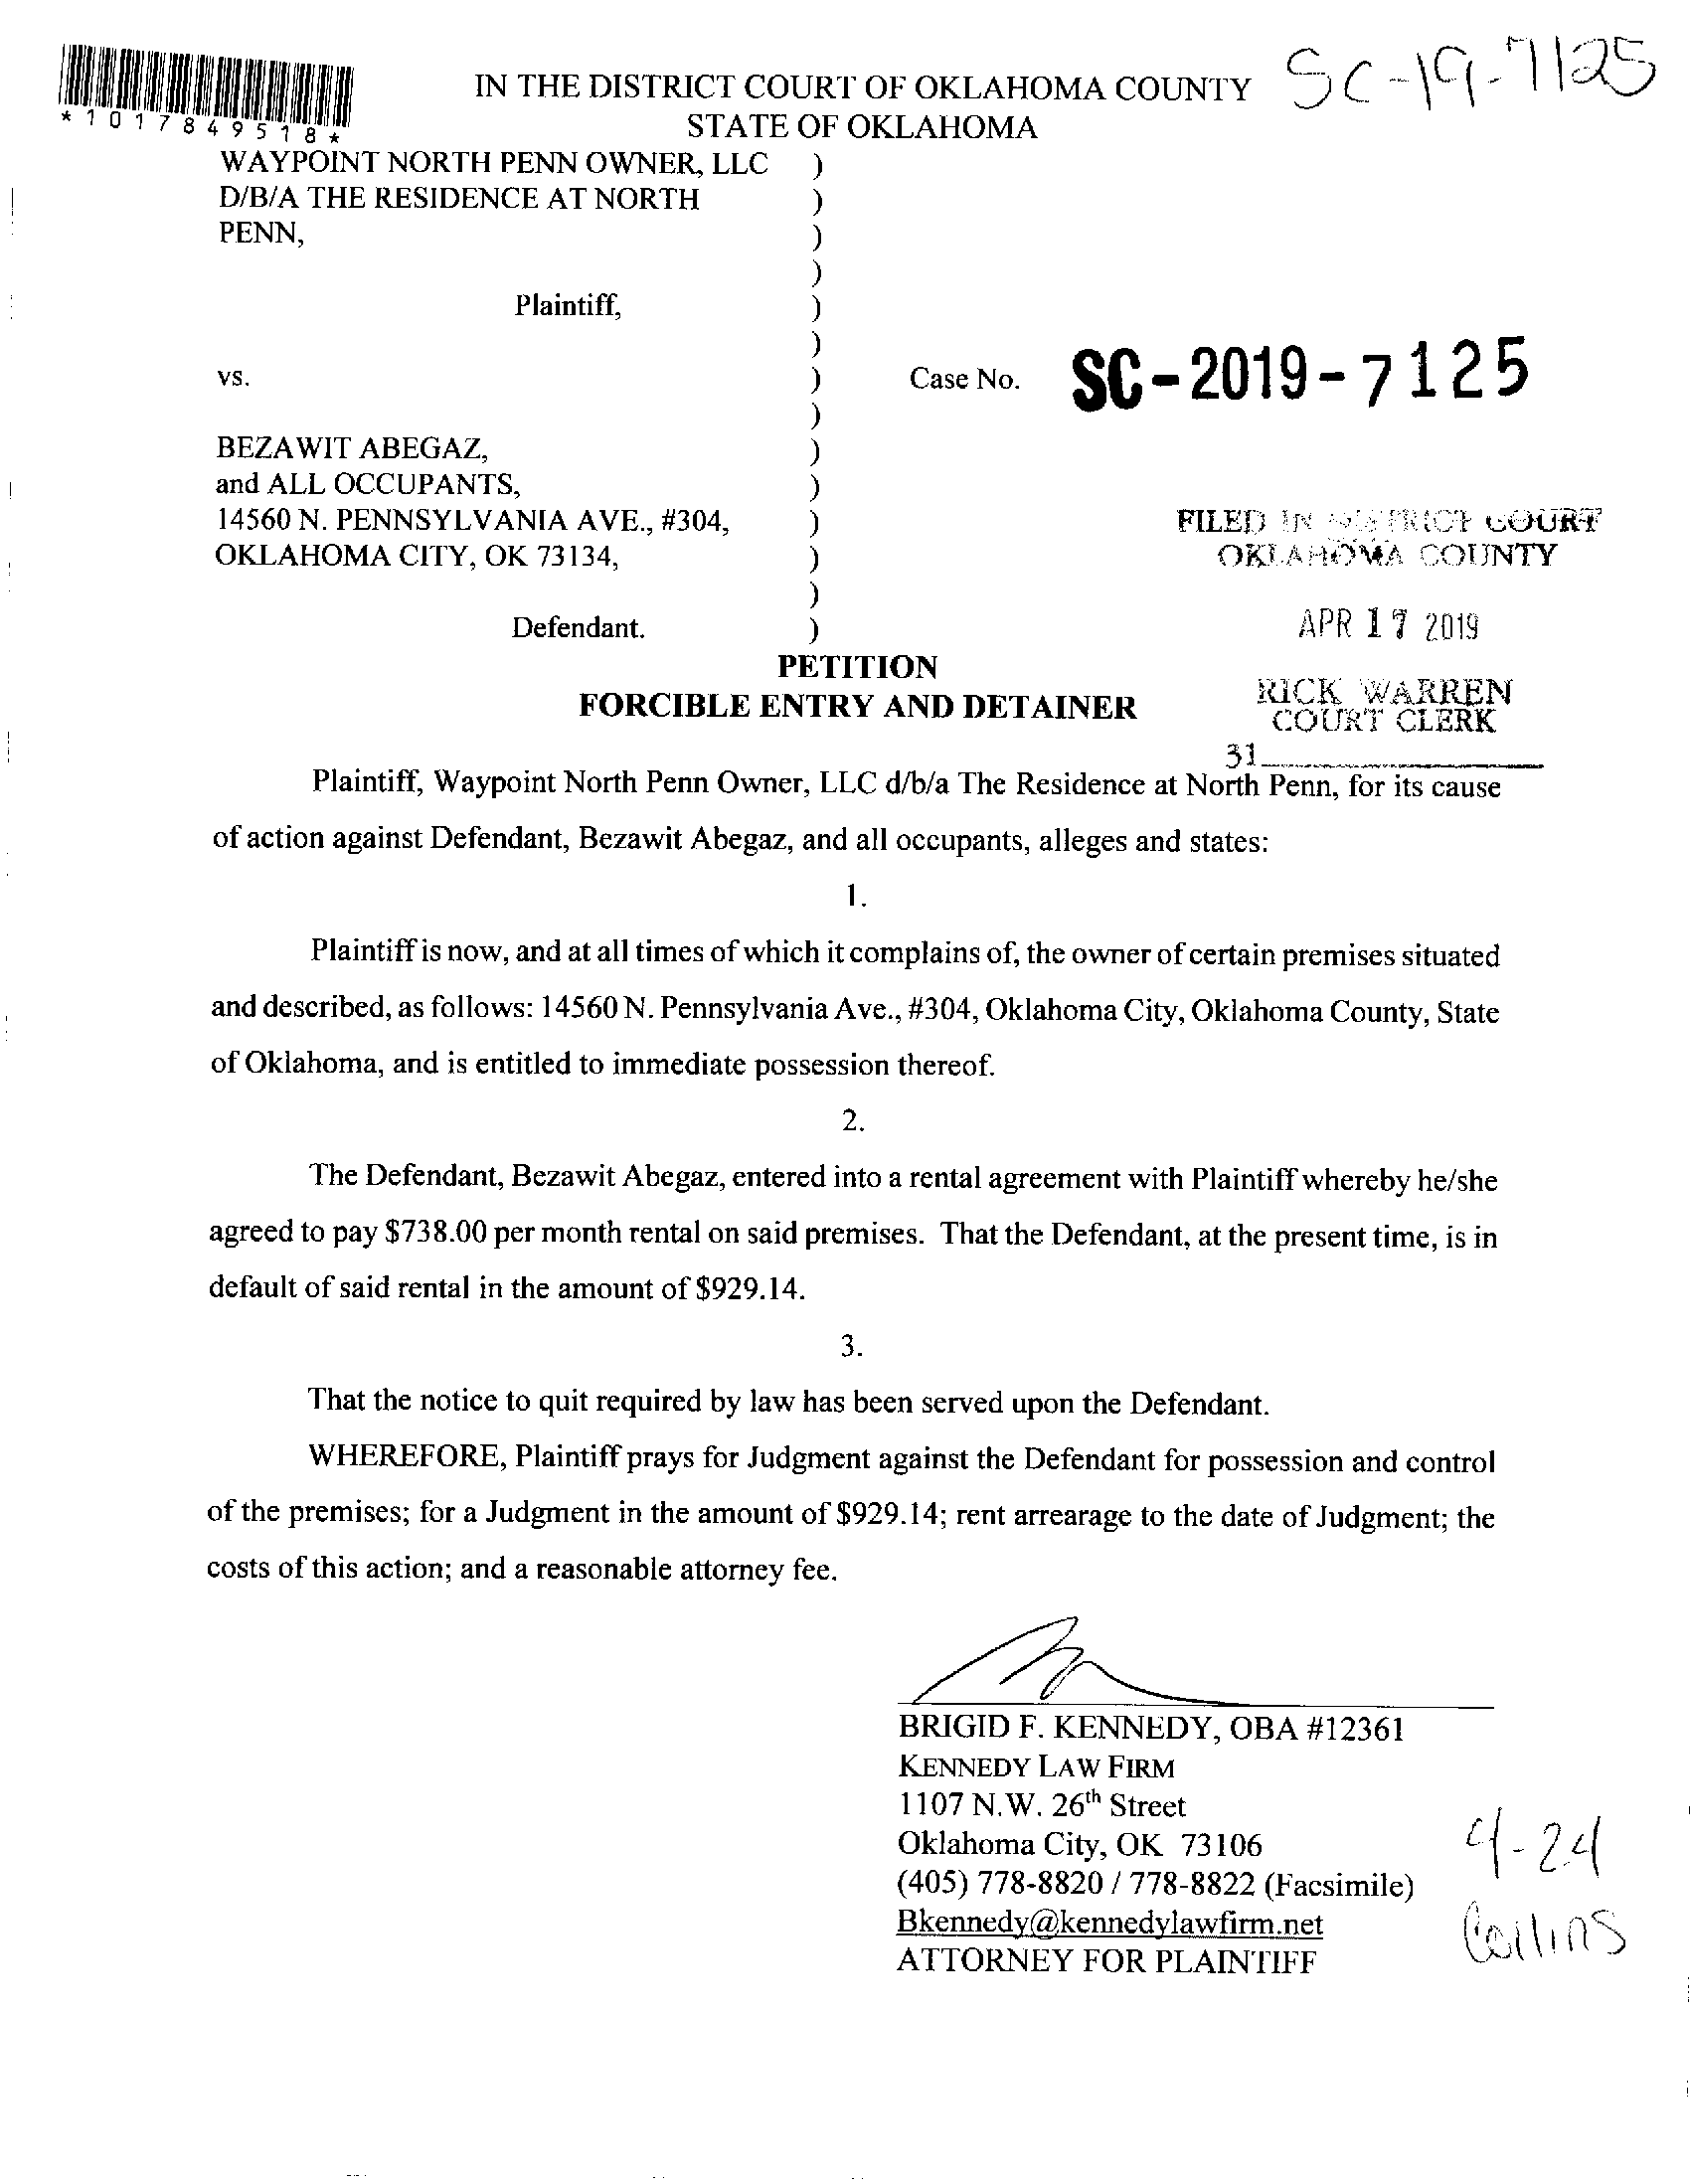 SC-19-7125
*1017849518*
IN THE DISTRICT COURT OF OKLAHOMA COUNTY
STATE OF OKLAHOMA
WAYPOINT NORTH PENN OWNER, LLC )
D/B/A THE RESIDENCE AT NORTH )
PENN, )
)
Plaintiff, )
)
vs. ) Case No. SC-2019-7125
)
BEZAWIT ABEGAZ, )
and ALL OCCUPANTS, )
14560 N. PENNSYLVANIA AVE., #304, )
OKLAHOMA CITY, OK 73134, )
)
Defendant. )
FILED IN DISTRICT COURT
OKLAHOMA COUNTY
APR 17 2019
RICK WARREN
COURT CLERK
31
PETITION
FORCIBLE ENTRY AND DETAINER
Plaintiff, Waypoint North Penn Owner, LLC d/b/a The Residence at North Penn, for its cause
of action against Defendant, Bezawit Abegaz, and all occupants, alleges and states:
1.
Plaintiff is now, and at all times of which it complains of, the owner of certain premises situated
and described, as follows: 14560 N. Pennsylvania Ave., #304, Oklahoma City, Oklahoma County, State
of Oklahoma, and is entitled to immediate possession thereof.
2.
The Defendant, Bezawit Abegaz, entered into a rental agreement with Plaintiff whereby he/she
agreed to pay $738.00 per month rental on said premises. That the Defendant, at the present time, is in
default of said rental in the amount of $929.14.
3.
That the notice to quit required by law has been served upon the Defendant.
WHEREFORE, Plaintiff prays for Judgment against the Defendant for possession and control
of the premises; for a Judgment in the amount of $929.14; rent arrearage to the date of Judgment; the
costs of this action; and a reasonable attorney fee.
BRIGID F. KENNEDY, OBA #12361
KENNEDY LAW FIRM
1107 N.W. 26th Street
Oklahoma City, OK 73106
(405) 778-8820 / 778-8822 (Facsimile)
Bkennedy@kennedylawfirm.net
ATTORNEY FOR PLAINTIFF
4-24
Collins